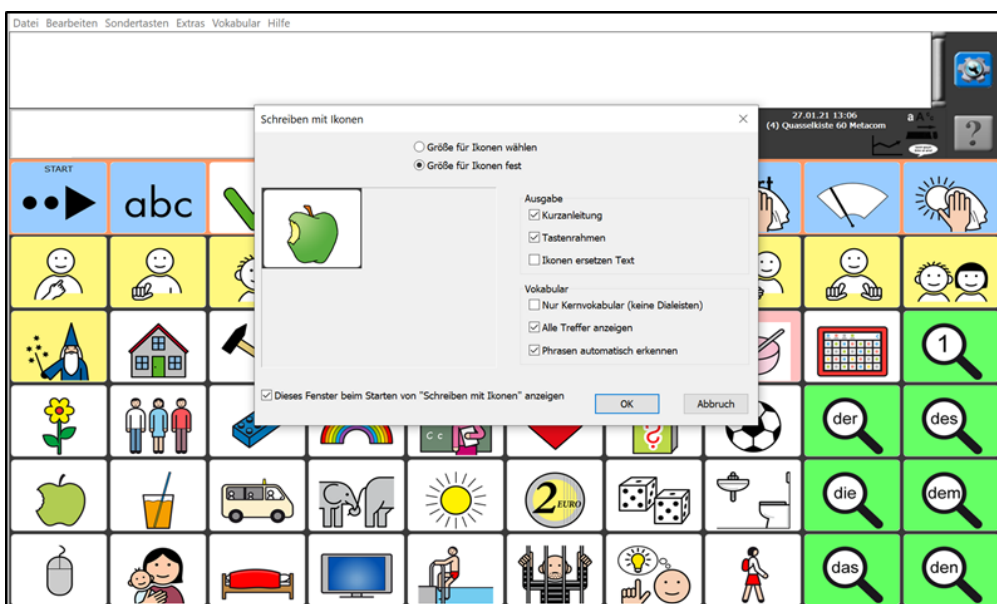 Datei Bearbeiten Sondertasten Extras Vokabular Hilfe
Schreiben mit Ikonen
Größe für Ikonen wählen
Größe für Ikonen fest
27.01.21 13:06
(4) Quasselkiste 60 Metacom
a A
?
START
abc
Ausgabe
Kurzanleitung
Tastenrahmen
Ikonen ersetzen Text
Vokabular
Nur Kernvokabular (keine Dialeisten)
Alle Treffer anzeigen
Phrasen automatisch erkennen
1
Dieses Fenster beim Starten von "Schreiben mit Ikonen" anzeigen
OK
Abbruch
C c
?
der
des
2 EURO
die
dem
das
den